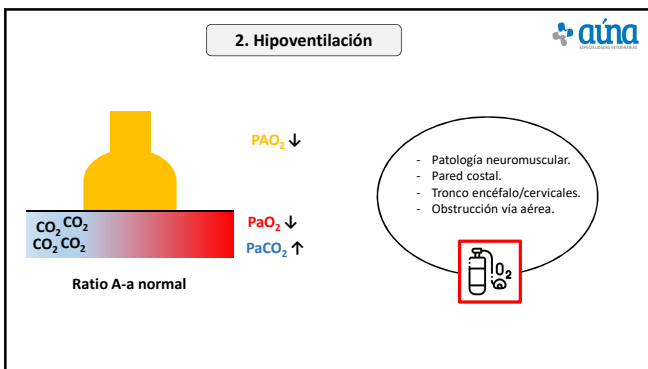 2. Hipoventilación
aúna
ESPECIALIDADES VETERINARIAS
PAO₂ ↓
- Patología neuromuscular.
- Pared costal.
- Tronco encéfalo/cervicales.
- Obstrucción vía aérea.
CO₂ CO₂
CO₂ CO₂
PaO₂ ↓
PaCO₂ ↑
O₂
Ratio A-a normal